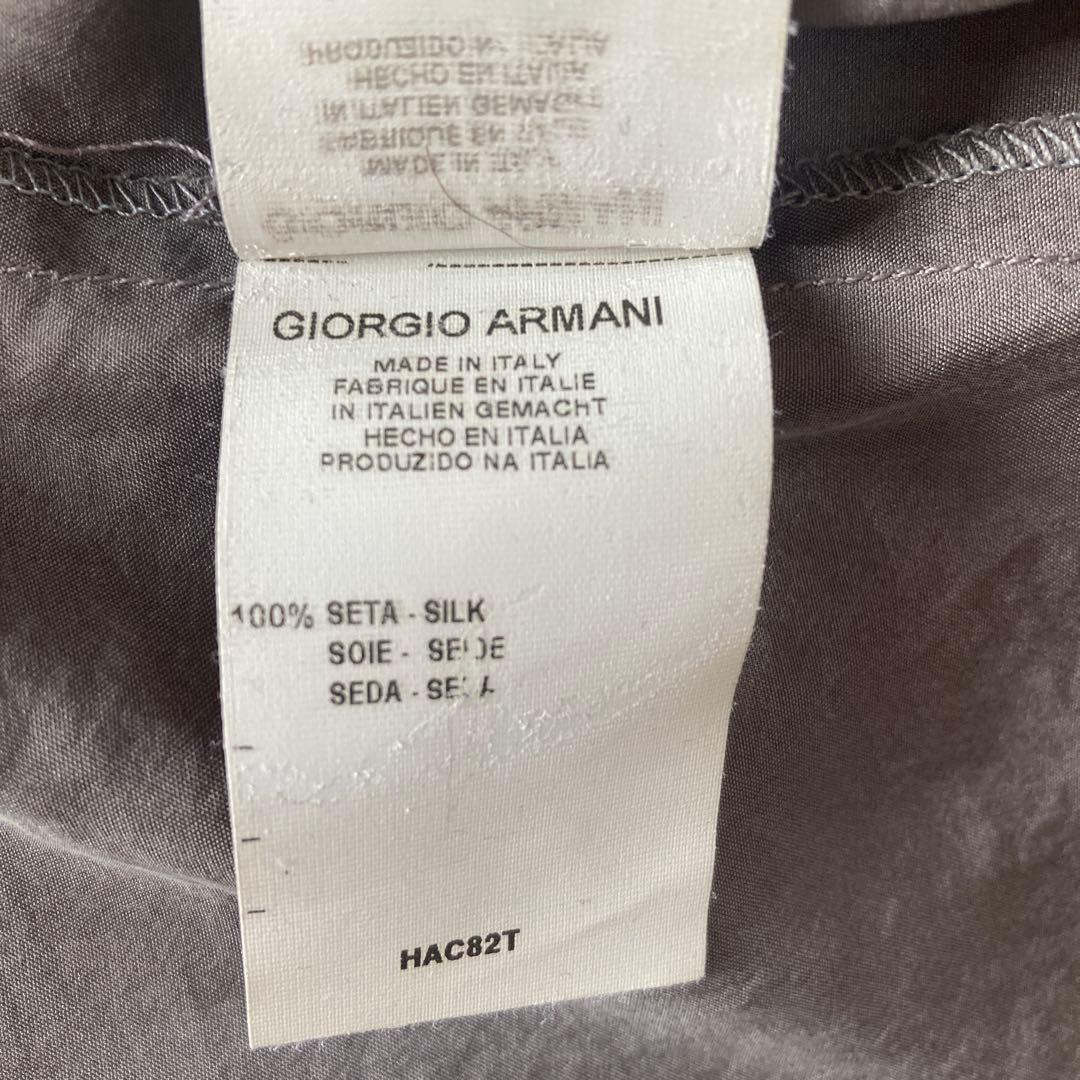 GIORGIO ARMANI
MADE IN ITALY
FABRIQUE EN ITALIE
IN ITALIEN GEMACHT
HECHO EN ITALIA
PRODUZIDO NA ITALIA
100% SETA - SILK
SOIE -
SEDA -
HAC82T